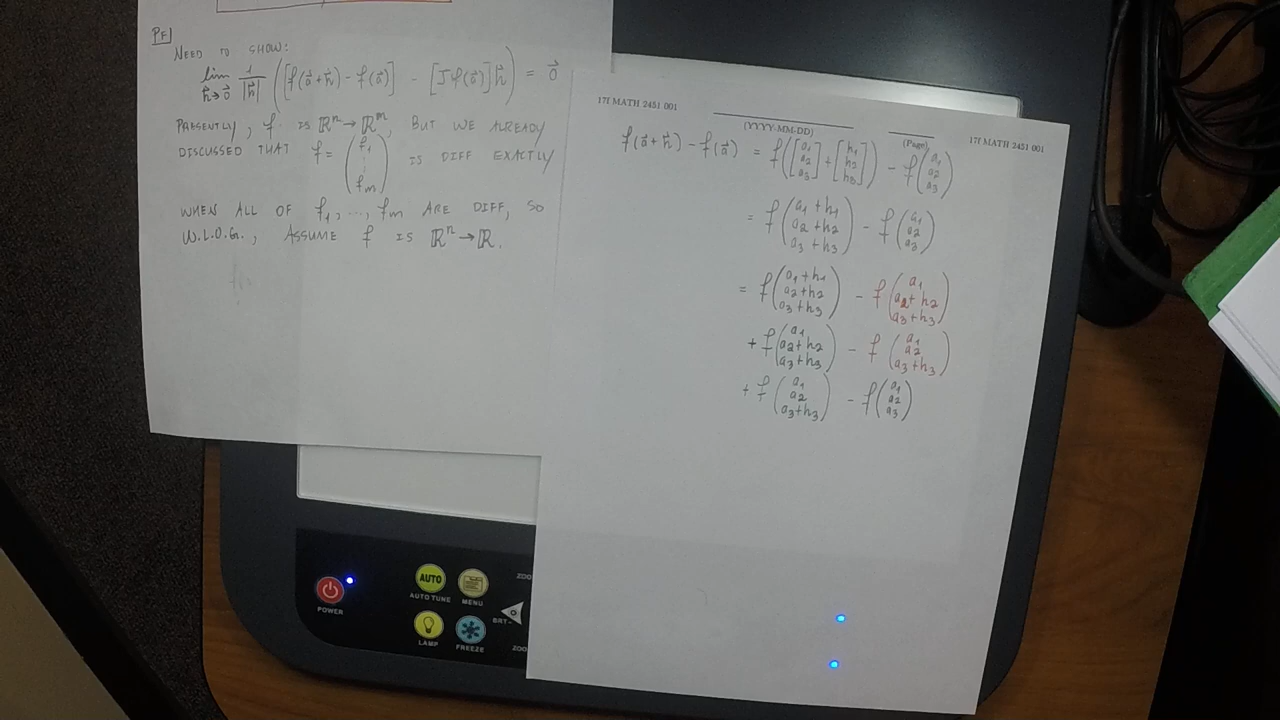 PF
NEED TO SHOW:
lim h⃗→0⃗ 1/|h⃗| ([f(a⃗+h⃗) - f(a⃗)] - [Jf(a⃗)]h⃗) = 0⃗
PRESENTLY, f IS ℝⁿ→ℝᵐ, BUT WE ALREADY
DISCUSSED THAT f = (f₁ ⋮ fₘ) IS DIFF EXACTLY
WHEN ALL OF f₁, ..., fₘ ARE DIFF, SO
W.L.O.G., ASSUME f IS ℝⁿ→ℝ.
17f MATH 2451 001
(YYYY-MM-DD)
(Page)
17f MATH 2451 001
f(a⃗+h⃗) - f(a⃗) = f([a₁ a₂ a₃] + [h₁ h₂ h₃]) - f(a₁ a₂ a₃)
= f(a₁+h₁ a₂+h₂ a₃+h₃) - f(a₁ a₂ a₃)
= f(a₁+h₁ a₂+h₂ a₃+h₃) - f(a₁ a₂+h₂ a₃+h₃)
+ f(a₁ a₂+h₂ a₃+h₃) - f(a₁ a₂ a₃+h₃)
+ f(a₁ a₂ a₃+h₃) - f(a₁ a₂ a₃)
POWER
AUTO
AUTO TUNE
MENU
LAMP
FREEZE
BRT-
ZOO
ZOO